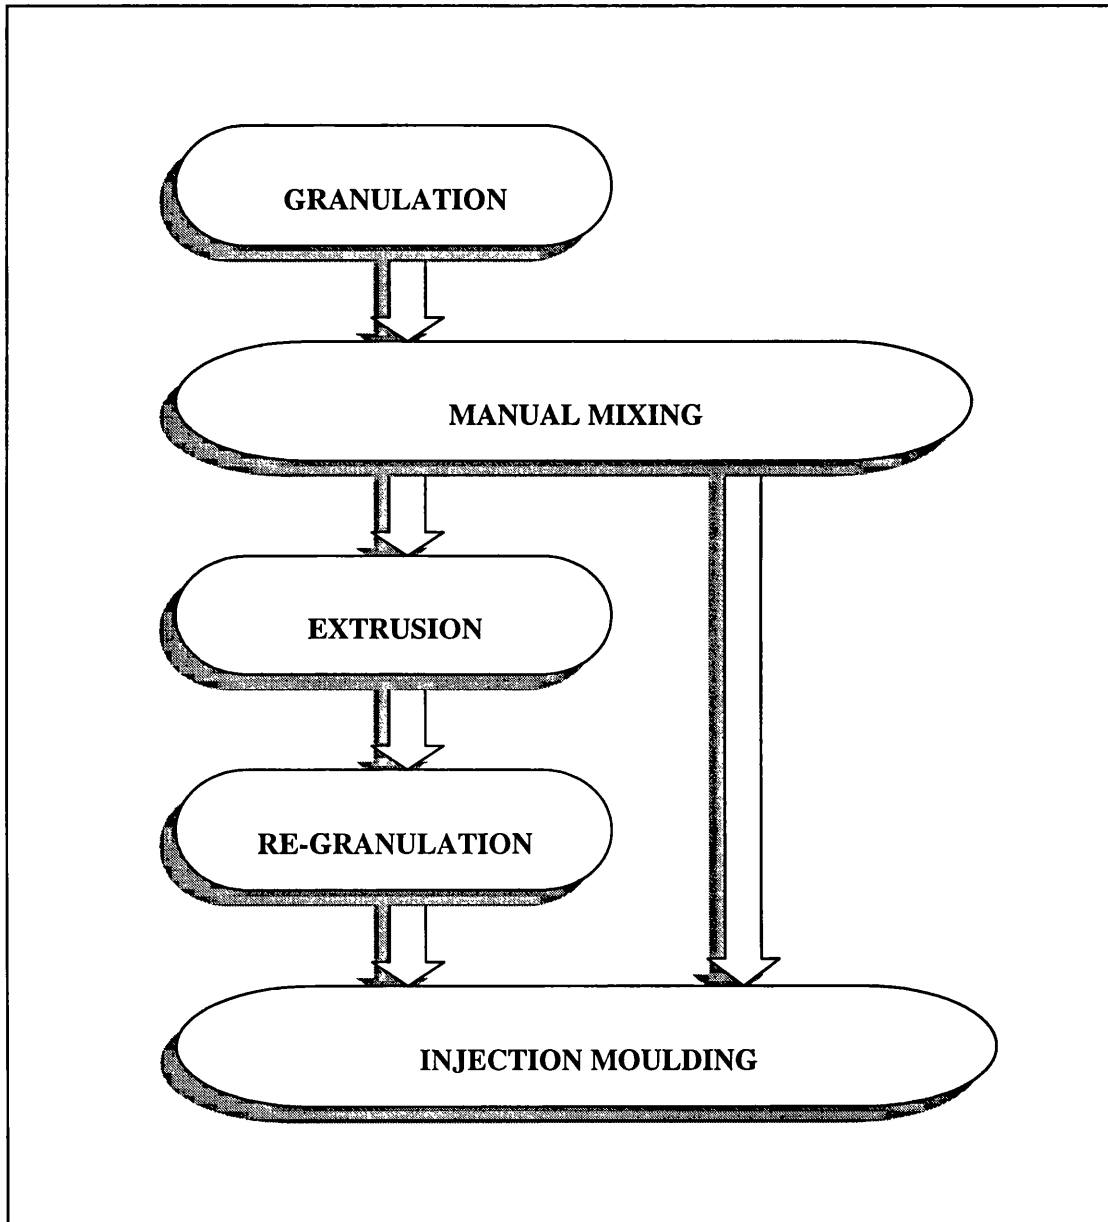 GRANULATION
MANUAL MIXING
EXTRUSION
RE-GRANULATION
INJECTION MOULDING